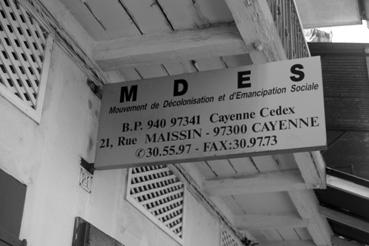 M D E S
Mouvement de Décolonisation et d'Emancipation Sociale
B.P. 940 97341 Cayenne Cedex
21, Rue MAISSIN - 97300 CAYENNE
✆30.55.97 - FAX:30.97.73